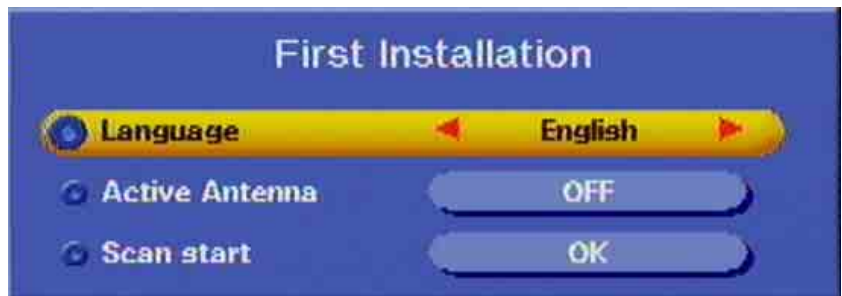 First Installation
Language English
Active Antenna OFF
Scan start OK